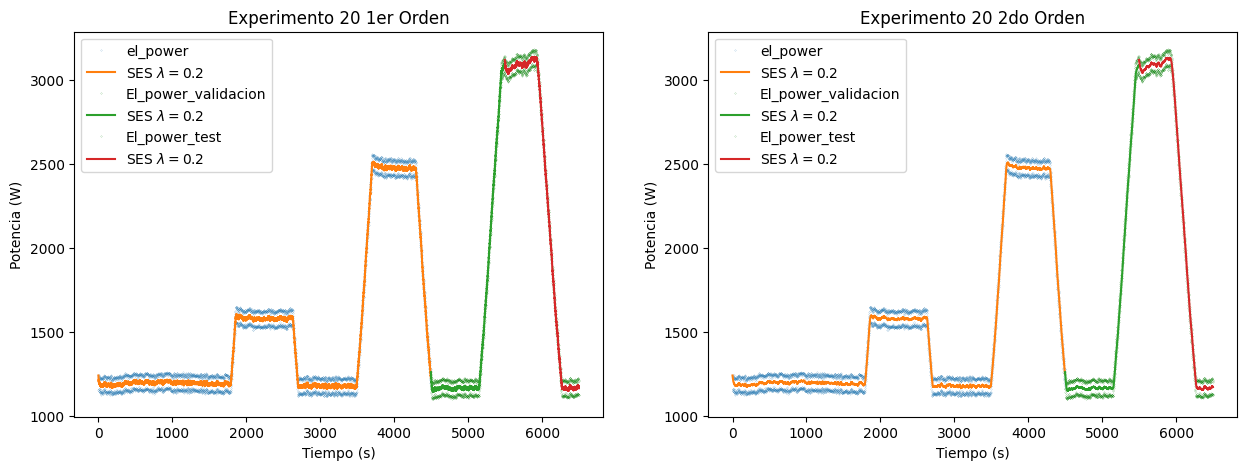 Experimento 20 1er Orden
el_power
SES λ = 0.2
El_power_validacion
SES λ = 0.2
El_power_test
SES λ = 0.2
Potencia (W)
3000
2500
2000
1500
1000
0 1000 2000 3000 4000 5000 6000
Tiempo (s)
Experimento 20 2do Orden
el_power
SES λ = 0.2
El_power_validacion
SES λ = 0.2
El_power_test
SES λ = 0.2
Potencia (W)
3000
2500
2000
1500
1000
0 1000 2000 3000 4000 5000 6000
Tiempo (s)